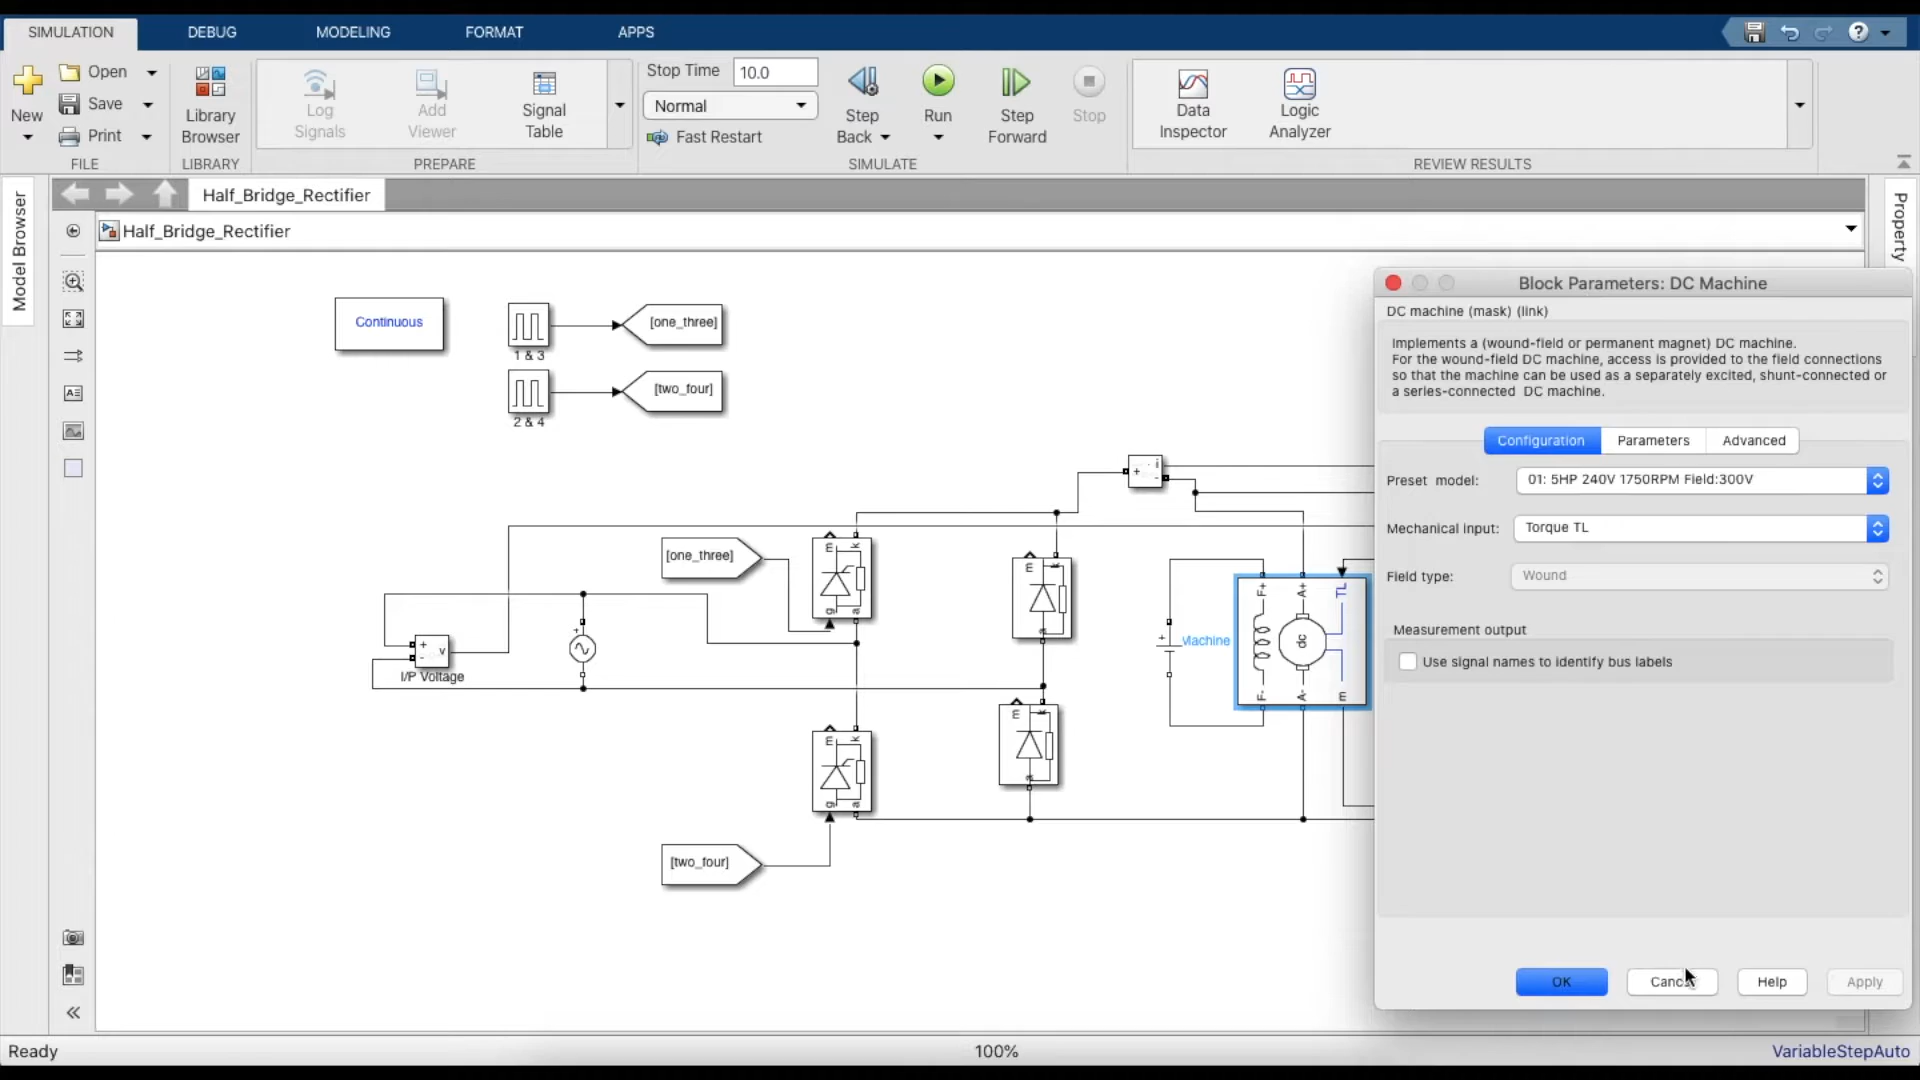 SIMULATION DEBUG MODELING FORMAT APPS
New
Open
Save
Print
FILE
Library Browser
LIBRARY
Log Signals
Add Viewer
Signal Table
PREPARE
Stop Time 10.0
Normal
Fast Restart
Step Back
Run
Step Forward
Stop
SIMULATE
Data Inspector
Logic Analyzer
REVIEW RESULTS
Model Browser
Half_Bridge_Rectifier
Property
Half_Bridge_Rectifier
Continuous
1 & 3
[one_three]
2 & 4
[two_four]
[one_three]
I/P Voltage
+
-
v
m
k
g
a
m
k
a
m
k
g
a
m
k
a
[two_four]
+
i
-
+
Machine
F+
A+
TL
dc
F-
A-
m
Block Parameters: DC Machine
DC machine (mask) (link)
Implements a (wound-field or permanent magnet) DC machine.
For the wound-field DC machine, access is provided to the field connections
so that the machine can be used as a separately excited, shunt-connected or
a series-connected DC machine.
Configuration Parameters Advanced
Preset model: 01: 5HP 240V 1750RPM Field:300V
Mechanical input: Torque TL
Field type: Wound
Measurement output
Use signal names to identify bus labels
OK Cancel Help Apply
Ready 100% VariableStepAuto